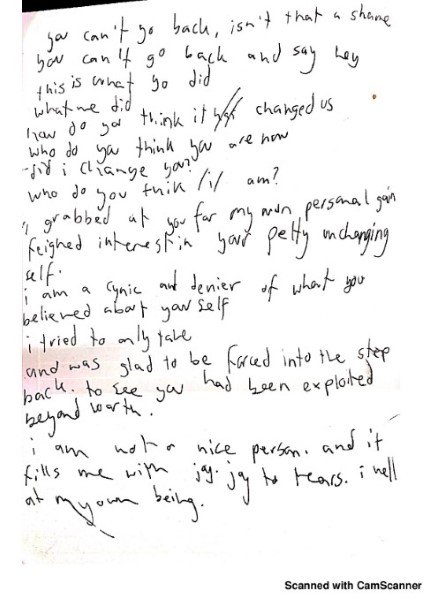 you can't go back, isn't that a shame
you can't go back and say hey
this is what yo did
what we did
how do you think it changed us
who do you think you are now
did i change you?
who do you think /i/ am?
i grabbed at you for my own personal gain
feigned interest in your petty unchanging
self.
i am a cynic and denier of what you
believed about yourself
i tried to only take
and was glad to be forced into the step
back. to see you had been exploited
beyond worth.
i am not a nice person. and it
fills me with joy. joy to tears. i
at my own being.
Scanned with CamScanner